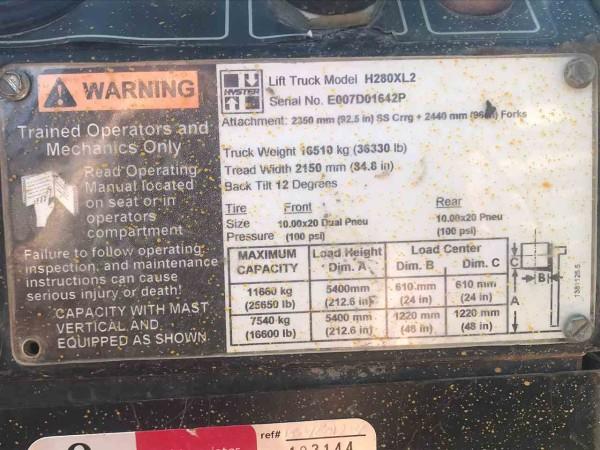 WARNING
Trained Operators and
Mechanics Only
Read Operating
Manual located
on seat or in
operators
compartment
Failure to follow operating,
inspection, and maintenance
instructions can cause
serious injury or death!
CAPACITY WITH MAST
VERTICAL AND
EQUIPPED AS SHOWN
HYSTER
Lift Truck Model H280XL2
Serial No. E007D01642P
Attachment: 2350 mm (92.5 in) SS Crrg + 2440 mm (96in) Forks
Truck Weight 16510 kg (36330 lb)
Tread Width 2150 mm (84.6 in)
Back Tilt 12 Degrees
Tire Front Rear
Size 10.00x20 Dual Pneu 10.00x20 Pneu
Pressure (100 psi) (100 psi)
MAXIMUM CAPACITY Load Height Dim. A Load Center Dim. B Dim. C
11660 kg 5400mm 610 mm 610 mm
(25650 lb) (212.6 in) (24 in) (24 in)
7540 kg 5400 mm 1220 mm 1220 mm
(16600 lb) (212.6 in) (48 in) (48 in)
C
B
A
ref#